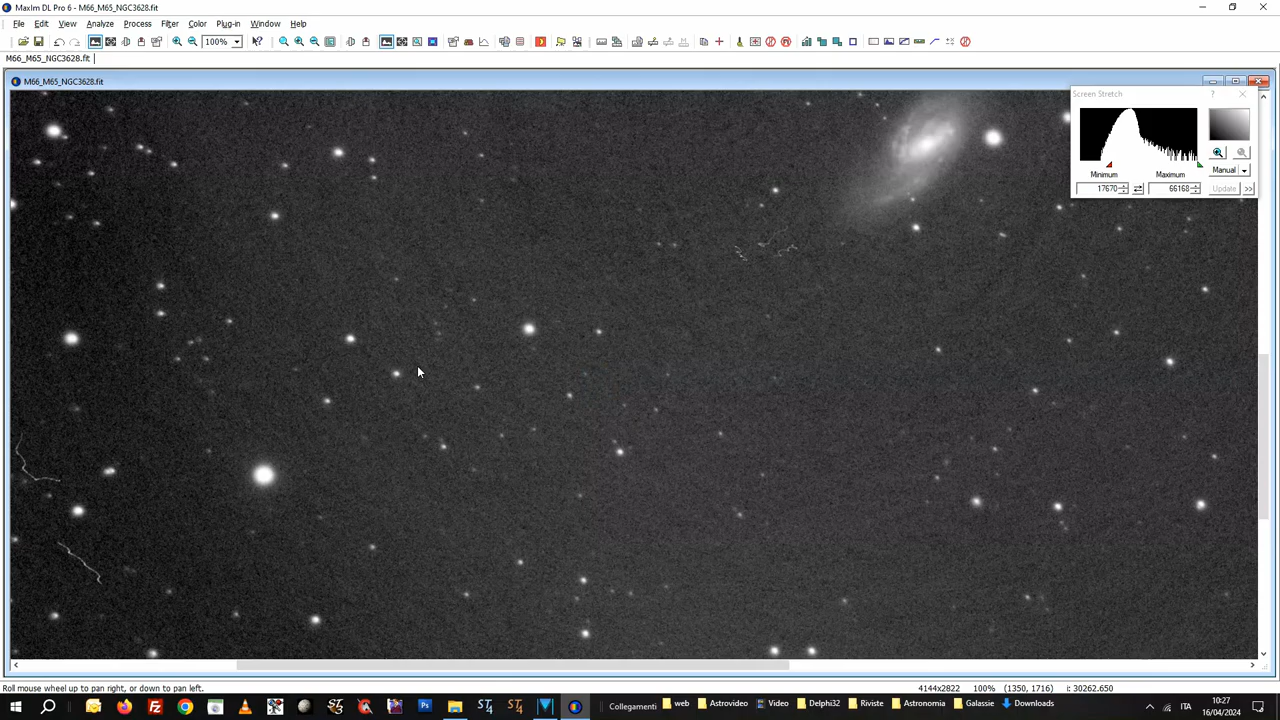 MaxIm DL Pro 6 - M66_M65_NGC3628.fit
File Edit View Analyze Process Filter Color Plug-in Window Help
100%
M66_M65_NGC3628.fit
M66_M65_NGC3628.fit
Screen Stretch
Minimum Maximum Manual
17670 66168 Update >>
Roll mouse wheel up to pan right, or down to pan left. 4144x2822 100% (1350, 1716) i: 30262.650
Collegamenti web Astrovideo Video Delphi32 Riviste Astronomia Galassie Downloads ITA 10:27
16/04/2024